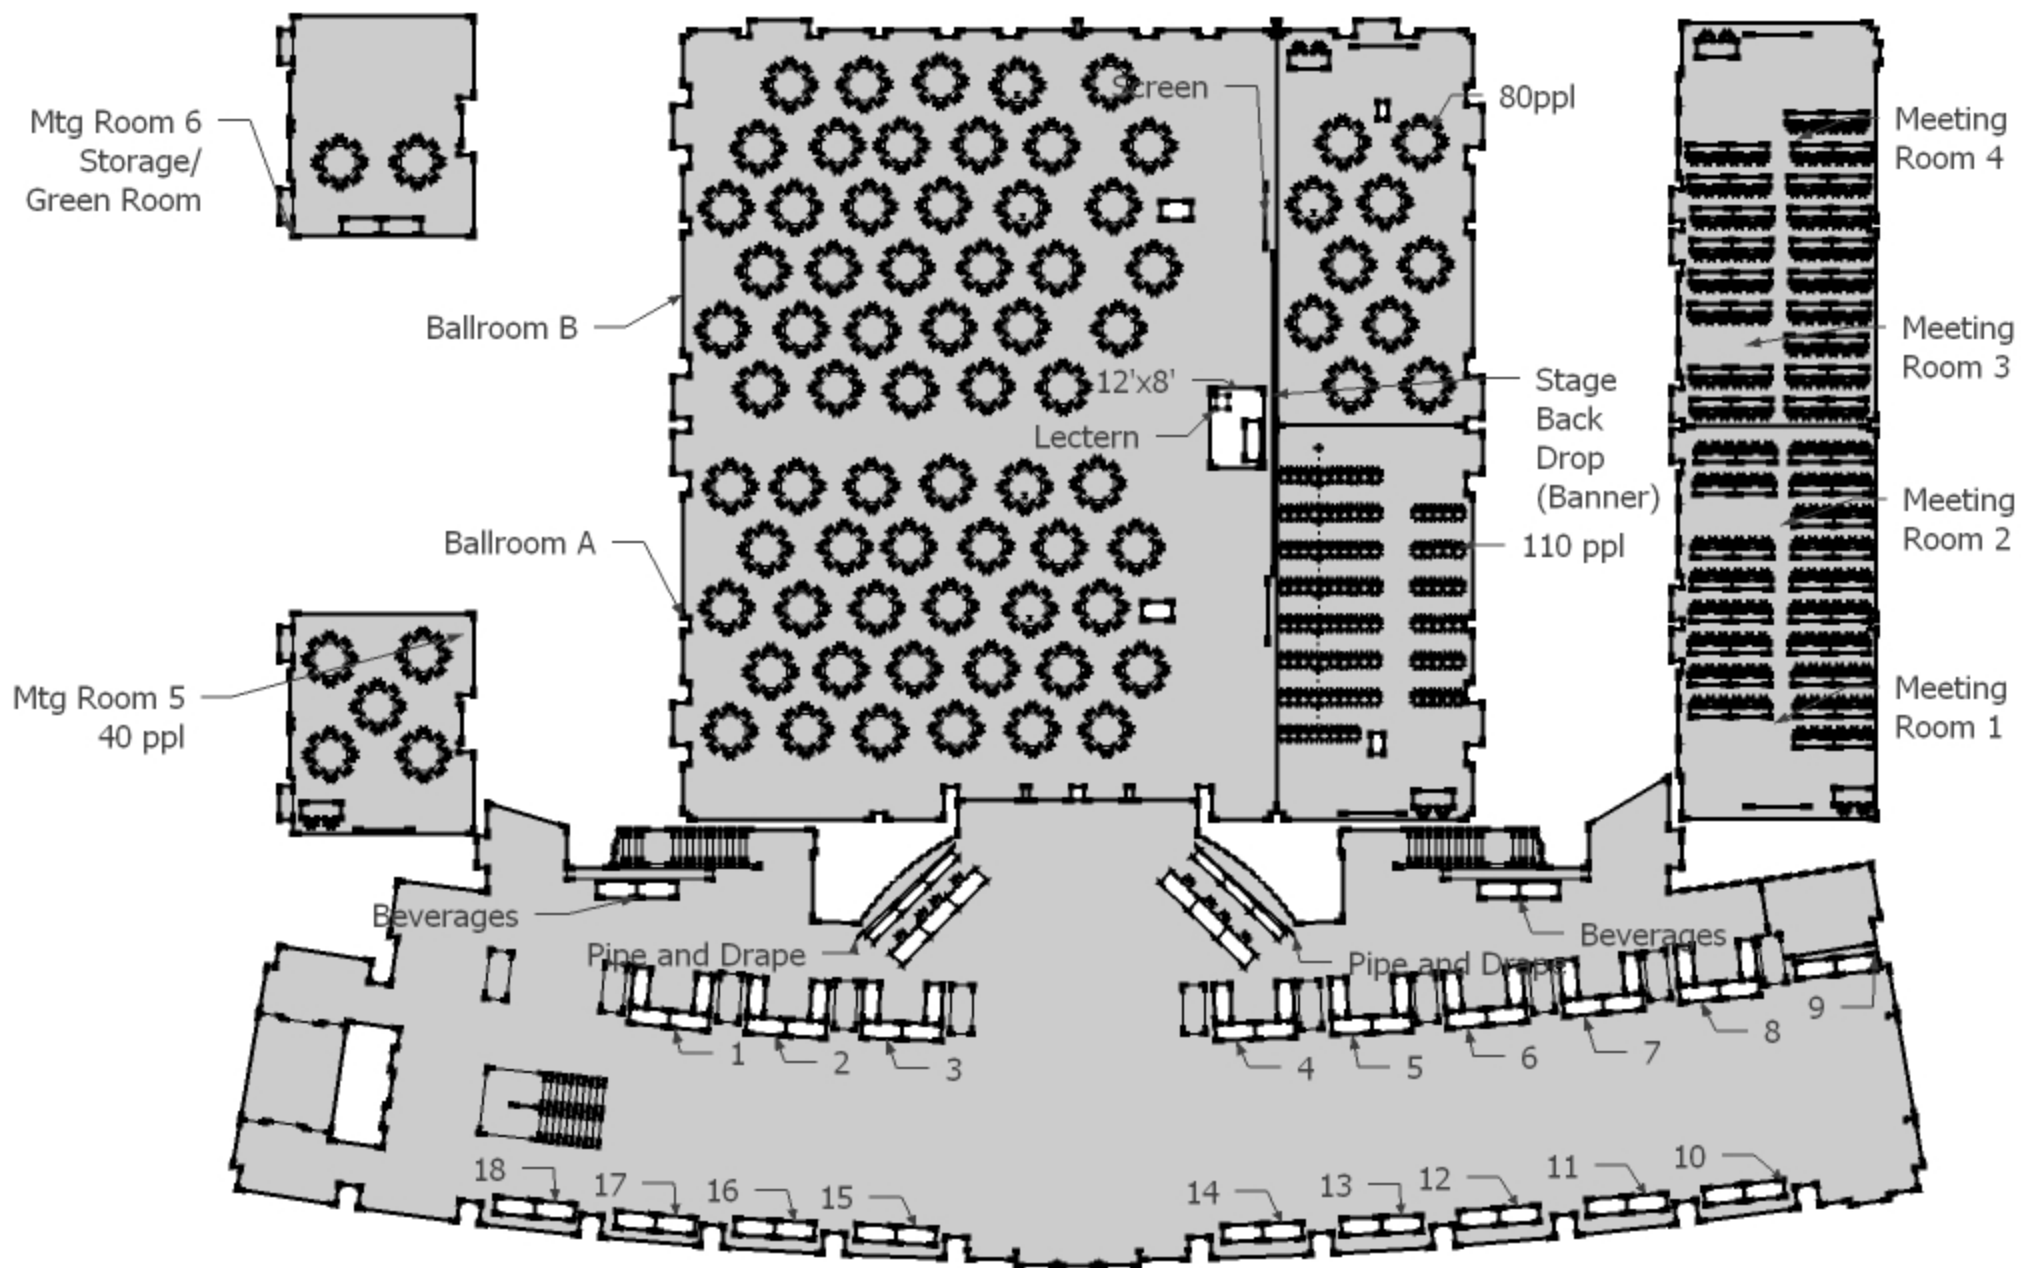 Mtg Room 6
Storage/
Green Room
Screen
80ppl
Meeting
Room 4
Ballroom B
12'x8'
Lectern
Stage
Back
Drop
(Banner)
Meeting
Room 3
Ballroom A
110 ppl
Meeting
Room 2
Mtg Room 5
40 ppl
Meeting
Room 1
Beverages
Pipe and Drape
Pipe and Drape
Beverages
1
2
3
4
5
6
7
8
9
18
17
16
15
14
13
12
11
10